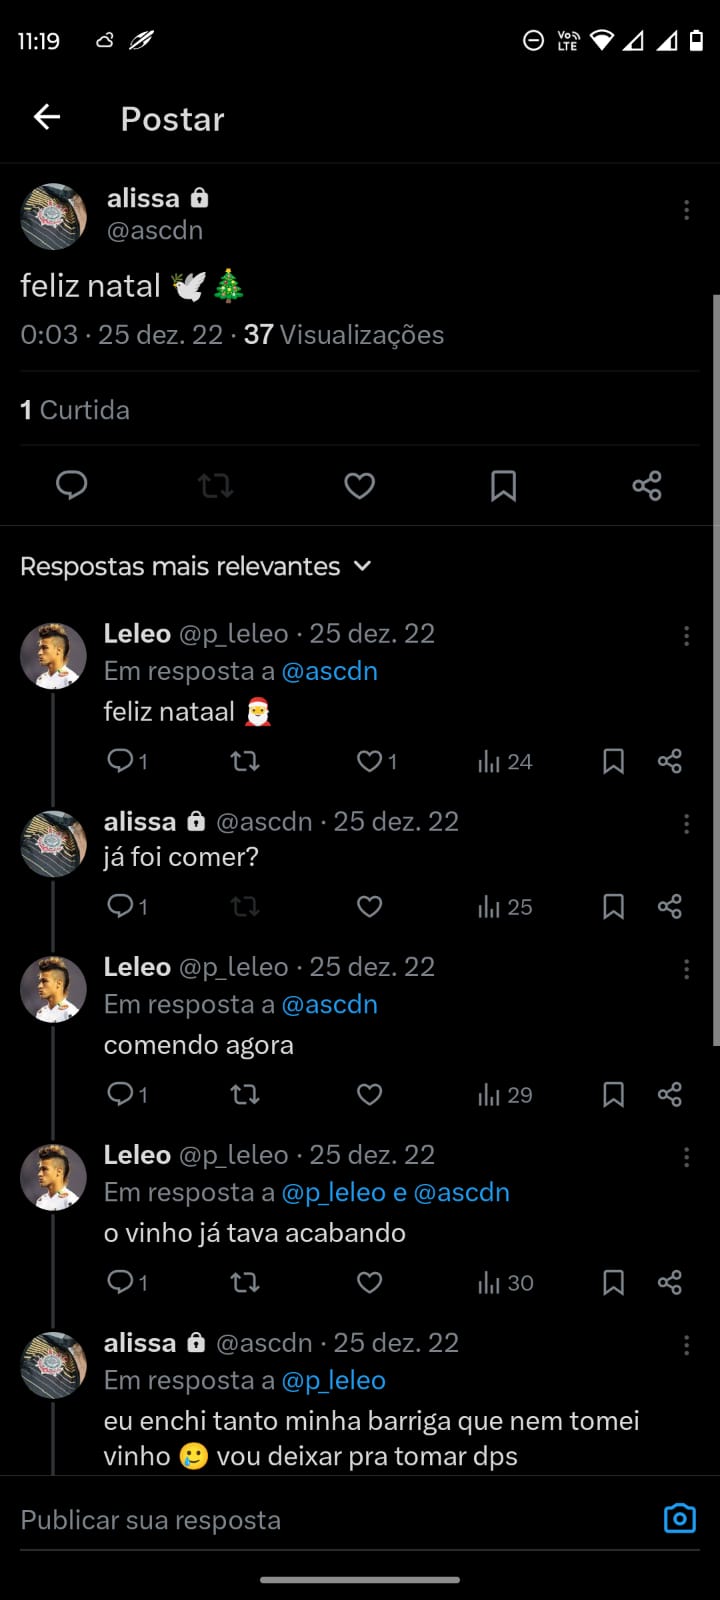 11:19
Vo) LTE
Postar
alissa
@ascdn
feliz natal 🕊️🎄
0:03 · 25 dez. 22 · 37 Visualizações
1 Curtida
Respostas mais relevantes
Leleo @p_leleo · 25 dez. 22
Em resposta a @ascdn
feliz nataal 🎅
1 1 24
alissa @ascdn · 25 dez. 22
já foi comer?
1 25
Leleo @p_leleo · 25 dez. 22
Em resposta a @ascdn
comendo agora
1 29
Leleo @p_leleo · 25 dez. 22
Em resposta a @p_leleo e @ascdn
o vinho já tava acabando
1 30
alissa @ascdn · 25 dez. 22
Em resposta a @p_leleo
eu enchi tanto minha barriga que nem tomei
vinho 🥲 vou deixar pra tomar dps
Publicar sua resposta